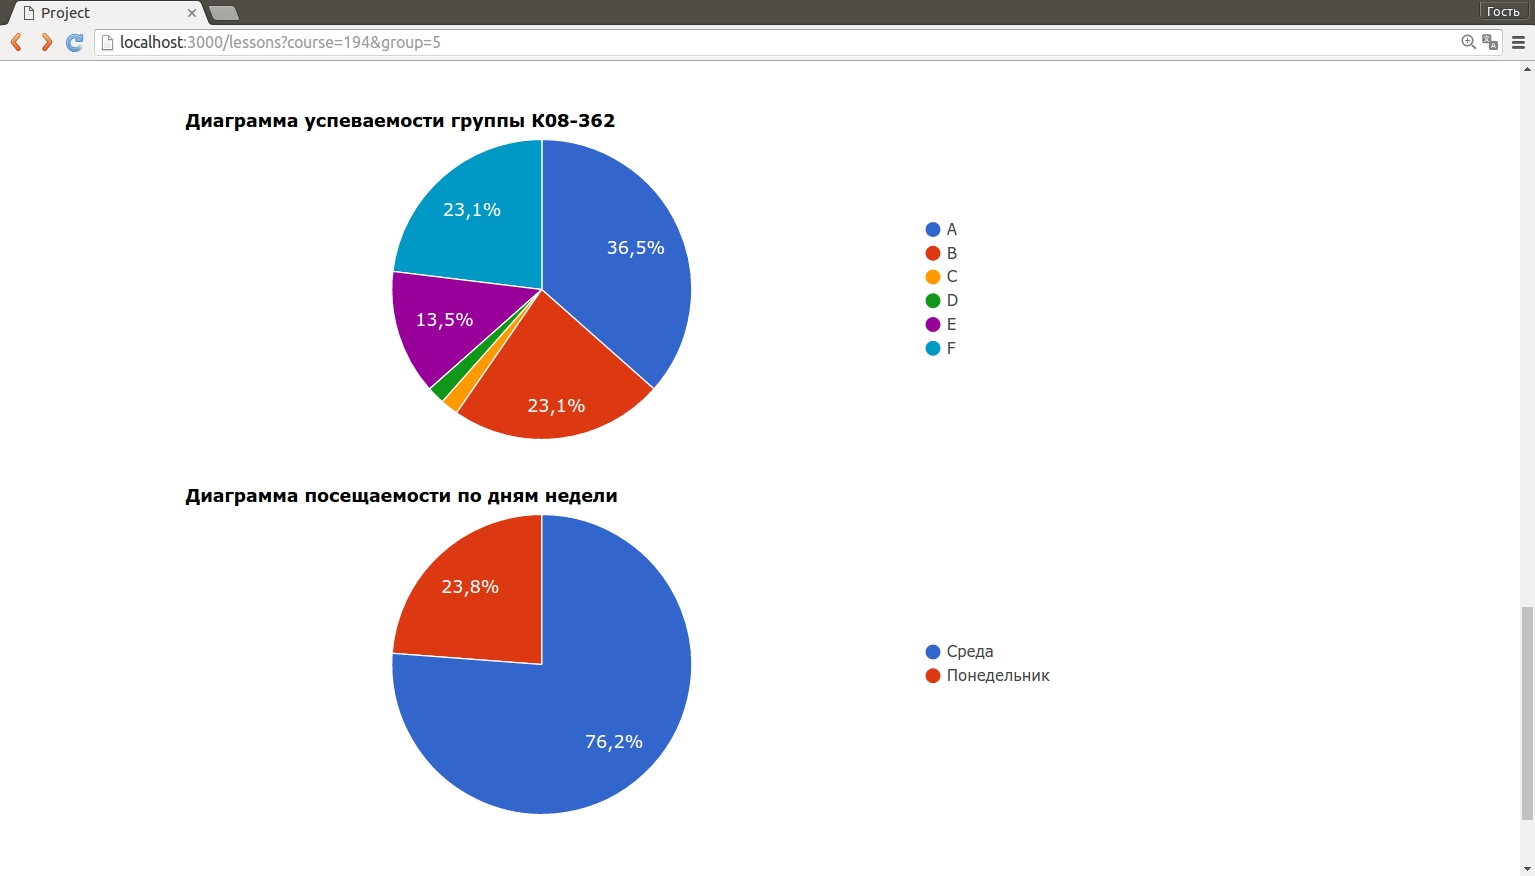 Project
Гость
localhost:3000/lessons?course=194&group=5
Диаграмма успеваемости группы К08-362
23,1%
36,5%
13,5%
23,1%
A
B
C
D
E
F
Диаграмма посещаемости по дням недели
23,8%
76,2%
Среда
Понедельник